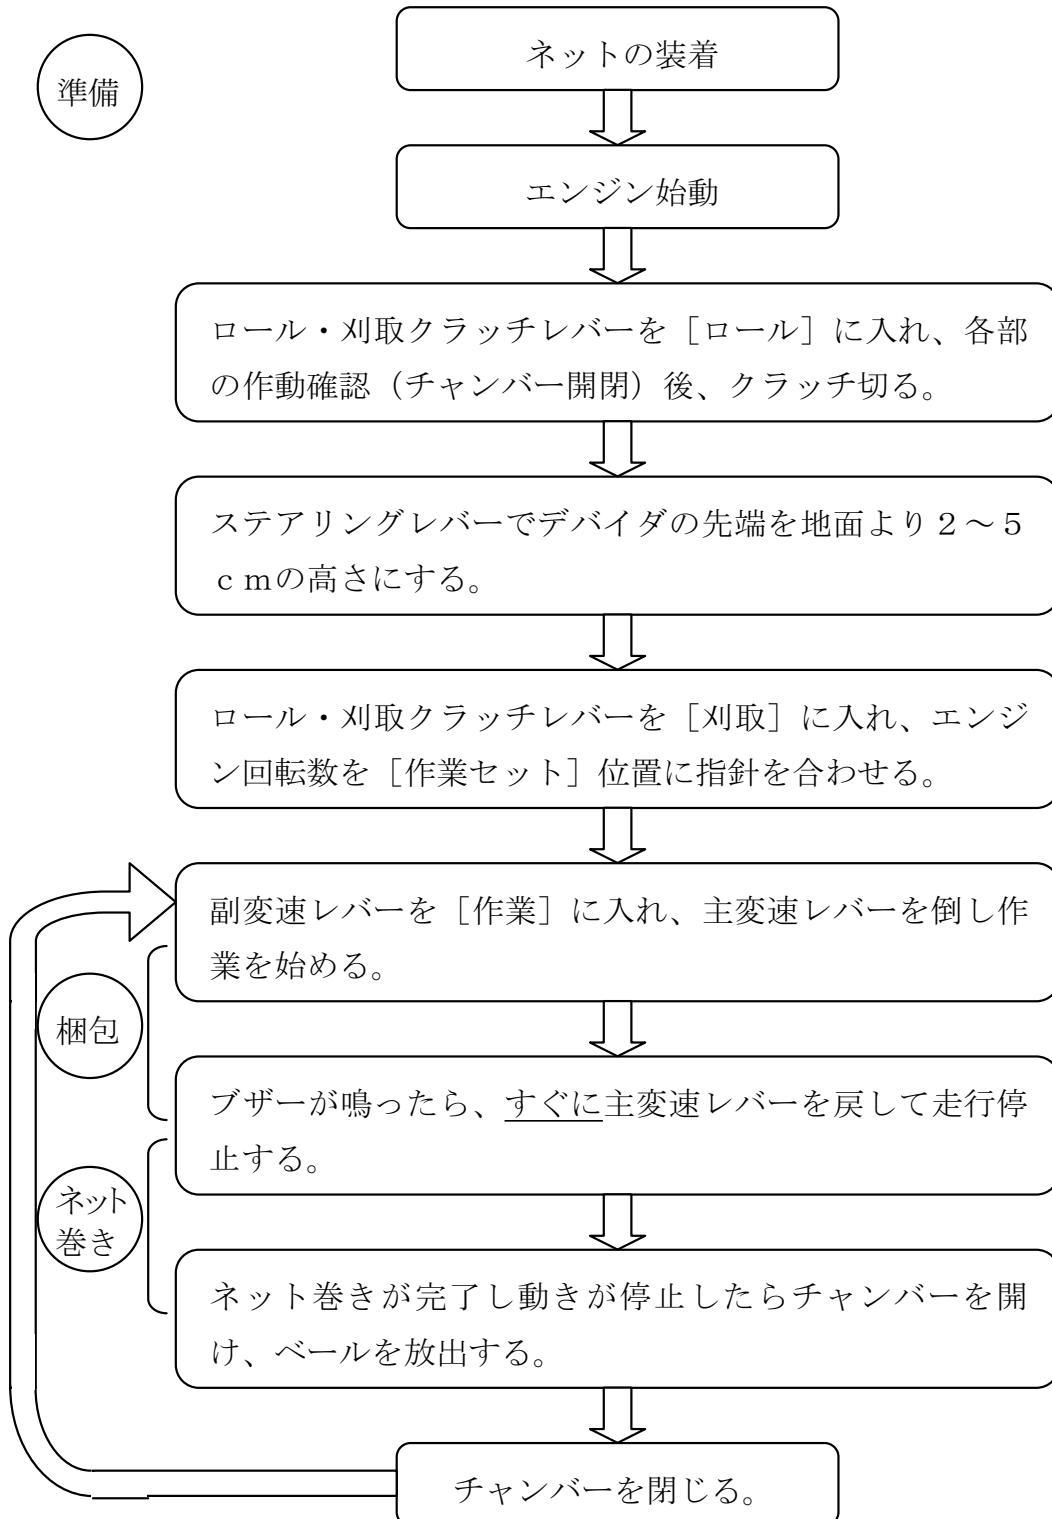 準備
ネットの装着
エンジン始動
ロール・刈取クラッチレバーを［ロール］に入れ、各部
の作動確認（チャンバー開閉）後、クラッチ切る。
ステアリングレバーでデバイダの先端を地面より２～５
ｃｍの高さにする。
ロール・刈取クラッチレバーを［刈取］に入れ、エンジ
ン回転数を［作業セット］位置に指針を合わせる。
副変速レバーを［作業］に入れ、主変速レバーを倒し作
業を始める。
梱包
ブザーが鳴ったら、すぐに主変速レバーを戻して走行停
止する。
ネット
巻き
ネット巻きが完了し動きが停止したらチャンバーを開
け、ベールを放出する。
チャンバーを閉じる。